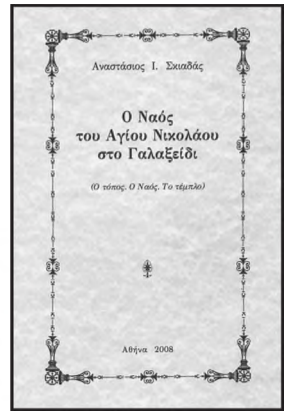 Αναστάσιος Ι. Σκιαδάς
Ο Ναός
του Αγίου Νικολάου
στο Γαλαξείδι
(Ο τόπος. Ο Ναός. Το τέμπλο)
Αθήνα 2008